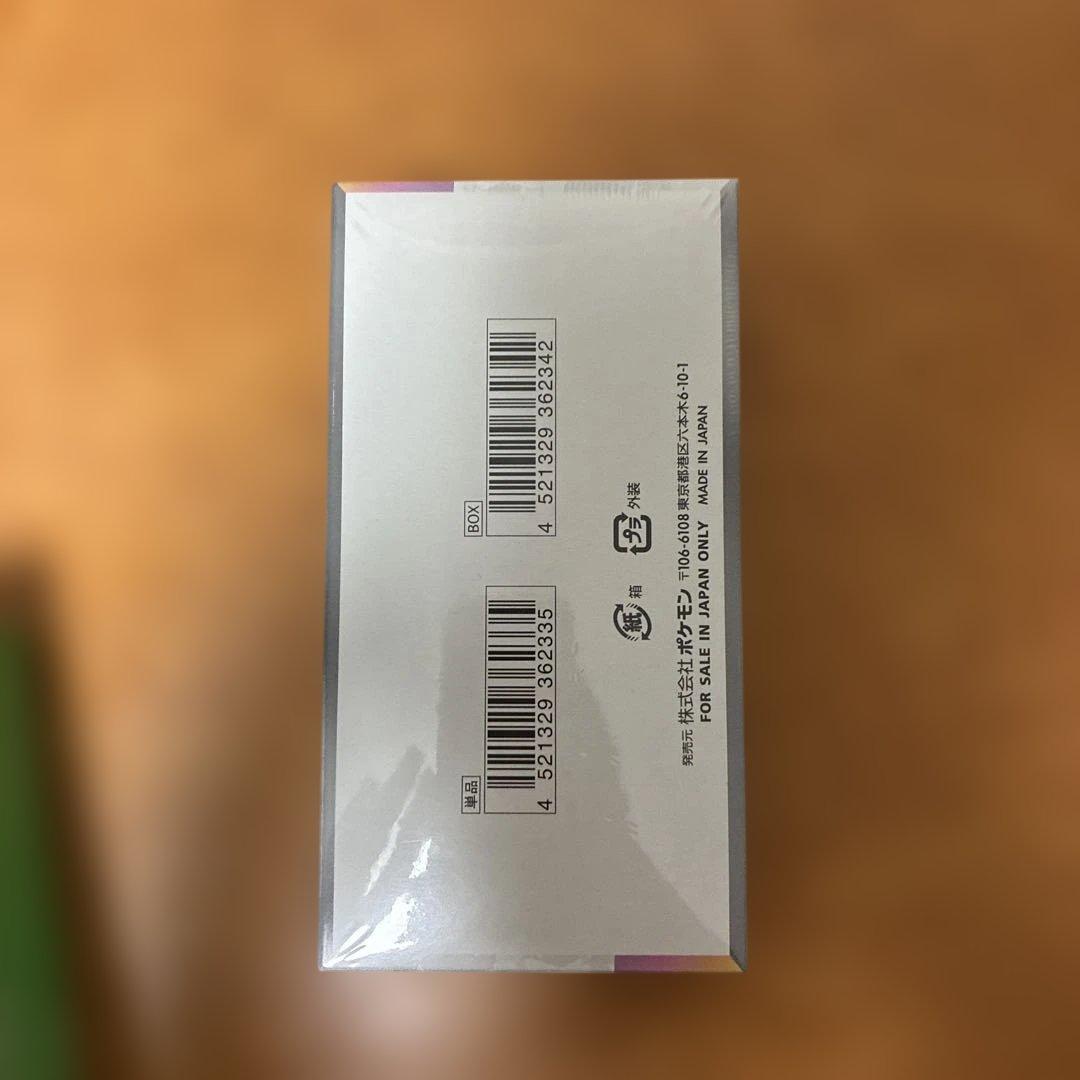 単品
4 521329 362335
BOX
4 521329 362342
紙 箱
プラ 外装
発売元 株式会社ポケモン 〒106-6108 東京都港区六本木6-10-1
FOR SALE IN JAPAN ONLY MADE IN JAPAN